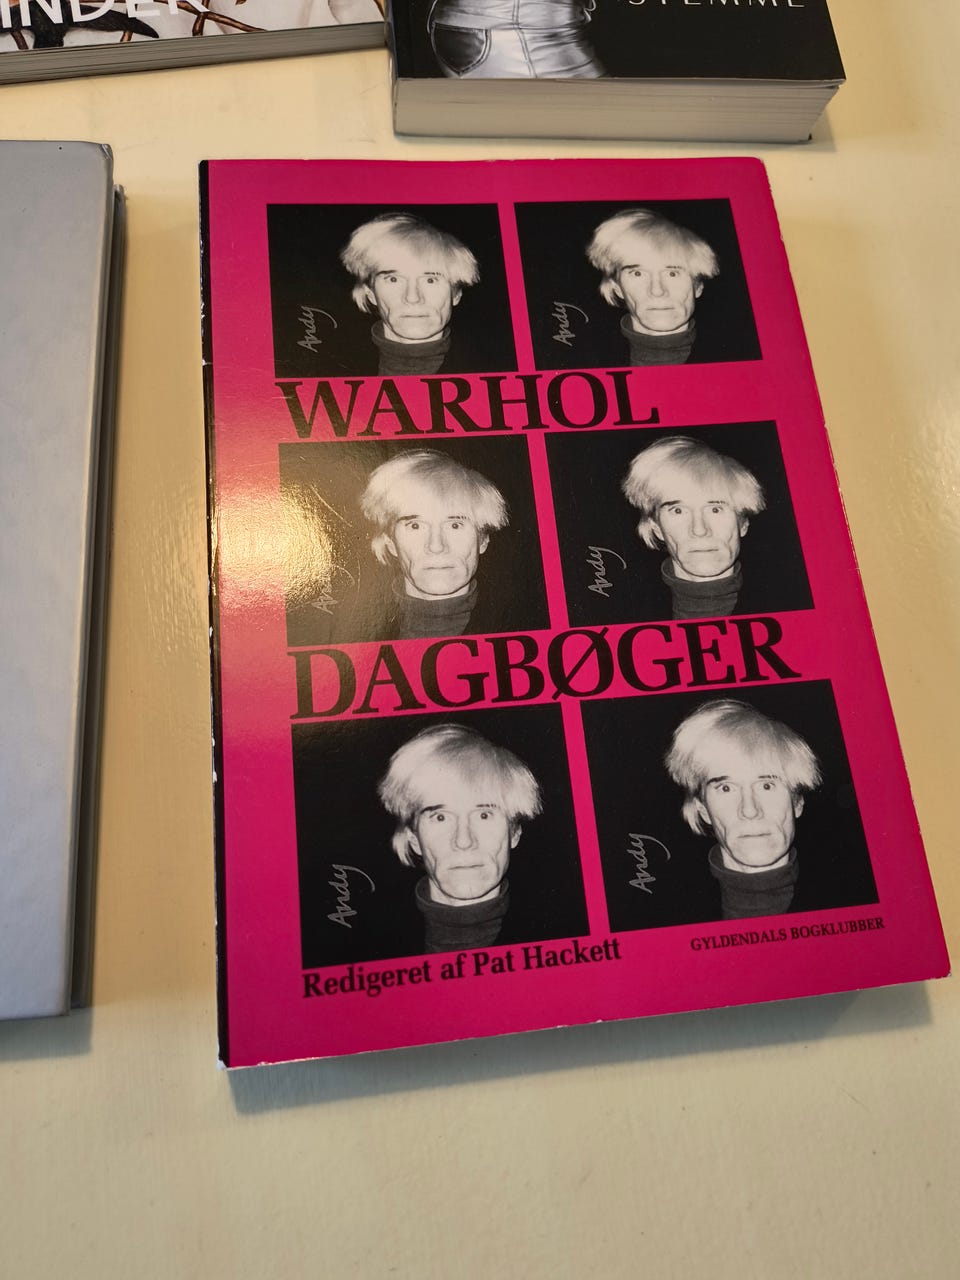 STEMME
Andy
Andy
WARHOL
Andy
Andy
DAGBØGER
Andy
Andy
Redigeret af Pat Hackett
GYLDENDALS BOGKLUBBER